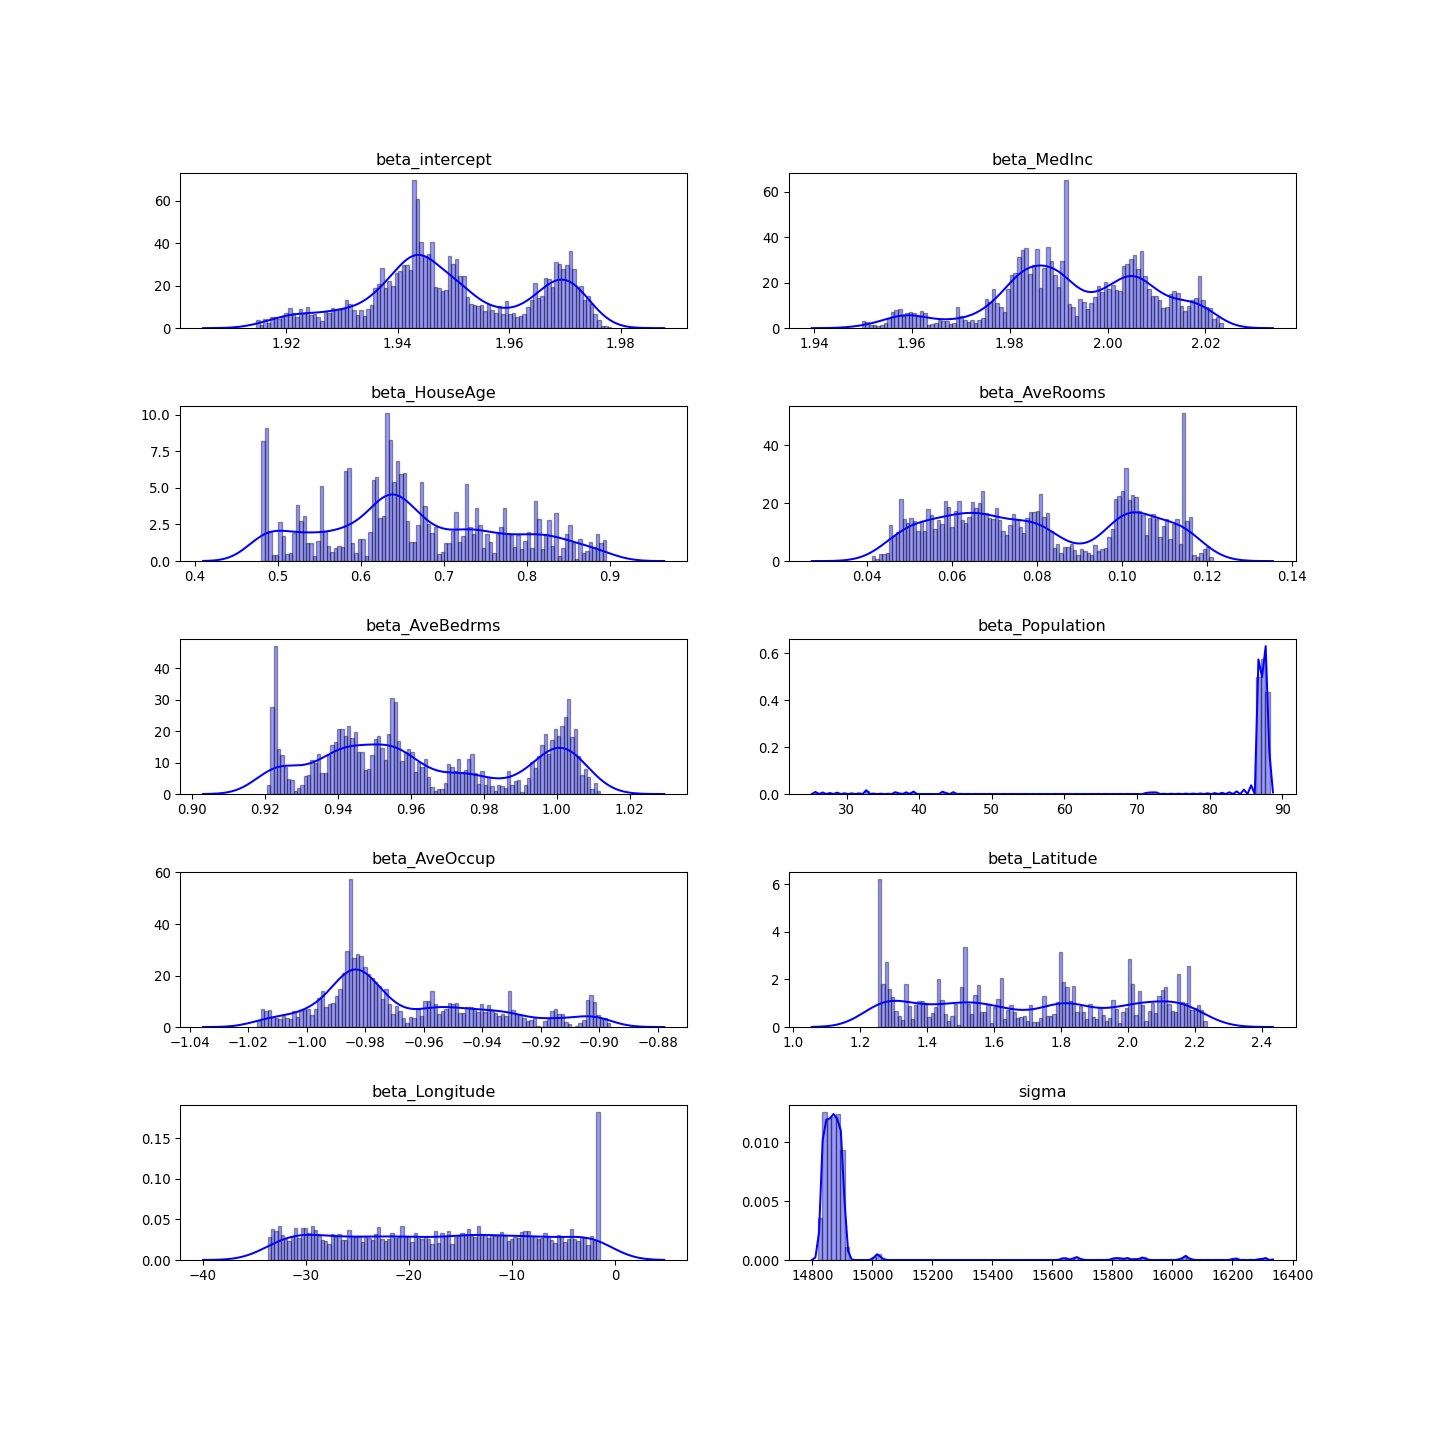 beta_intercept
60
40
20
0
1.92 1.94 1.96 1.98
beta_MedInc
60
40
20
0
1.94 1.96 1.98 2.00 2.02
beta_HouseAge
10.0
7.5
5.0
2.5
0.0
0.4 0.5 0.6 0.7 0.8 0.9
beta_AveRooms
40
20
0
0.04 0.06 0.08 0.10 0.12 0.14
beta_AveBedrms
40
30
20
10
0
0.90 0.92 0.94 0.96 0.98 1.00 1.02
beta_Population
0.6
0.4
0.2
0.0
30 40 50 60 70 80 90
beta_AveOccup
60
40
20
0
−1.04 −1.02 −1.00 −0.98 −0.96 −0.94 −0.92 −0.90 −0.88
beta_Latitude
6
4
2
0
1.0 1.2 1.4 1.6 1.8 2.0 2.2 2.4
beta_Longitude
0.15
0.10
0.05
0.00
−40 −30 −20 −10 0
sigma
0.010
0.005
0.000
14800 15000 15200 15400 15600 15800 16000 16200 16400